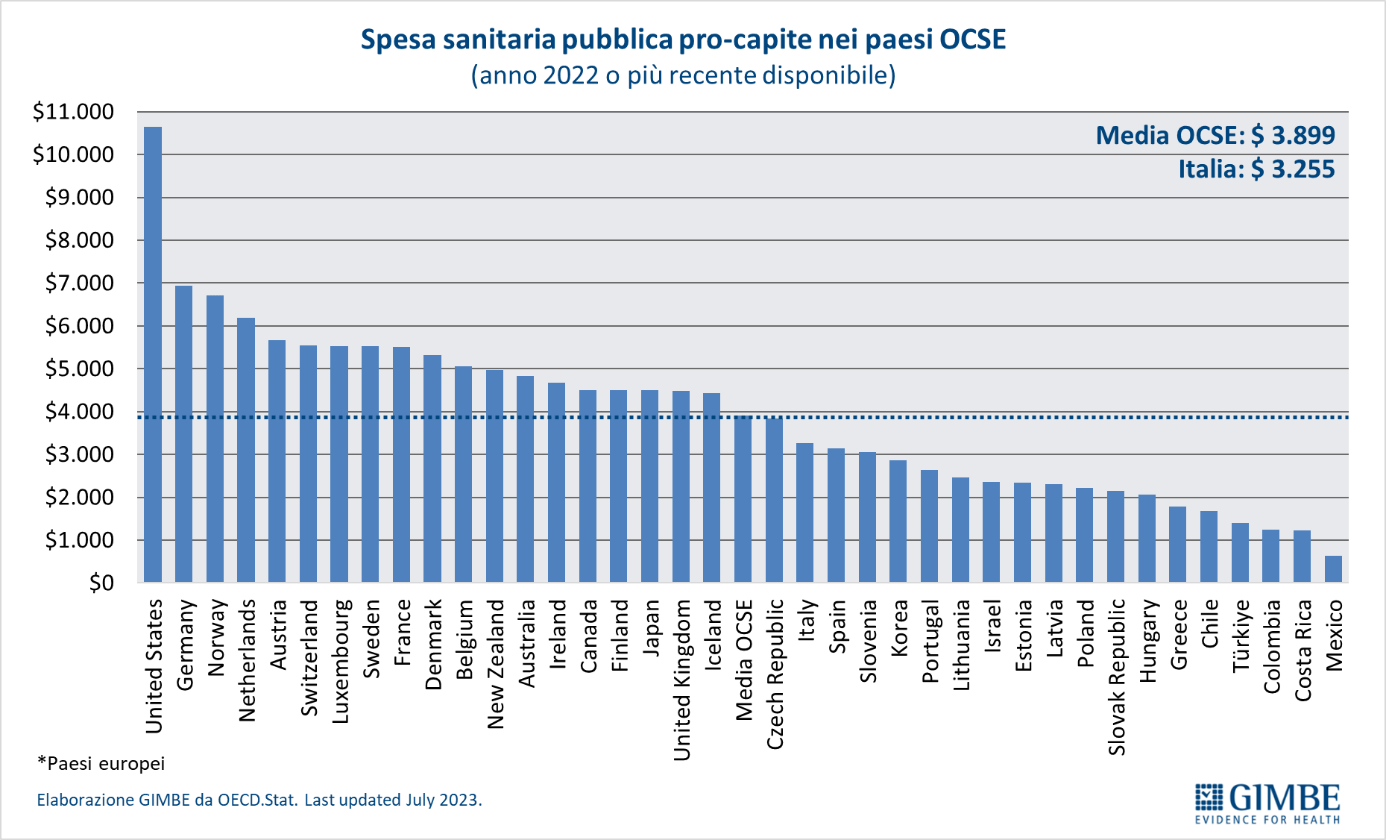 Spesa sanitaria pubblica pro-capite nei paesi OCSE
(anno 2022 o più recente disponibile)
Media OCSE: $ 3.899
Italia: $ 3.255
$11.000
$10.000
$9.000
$8.000
$7.000
$6.000
$5.000
$4.000
$3.000
$2.000
$1.000
$0
United States
Germany
Norway
Netherlands
Austria
Switzerland
Luxembourg
Sweden
France
Denmark
Belgium
New Zealand
Australia
Ireland
Canada
Finland
Japan
United Kingdom
Iceland
Media OCSE
Czech Republic
Italy
Spain
Slovenia
Korea
Portugal
Lithuania
Israel
Estonia
Latvia
Poland
Slovak Republic
Hungary
Greece
Chile
Türkiye
Colombia
Costa Rica
Mexico
*Paesi europei
Elaborazione GIMBE da OECD.Stat. Last updated July 2023.
GIMBE
EVIDENCE FOR HEALTH